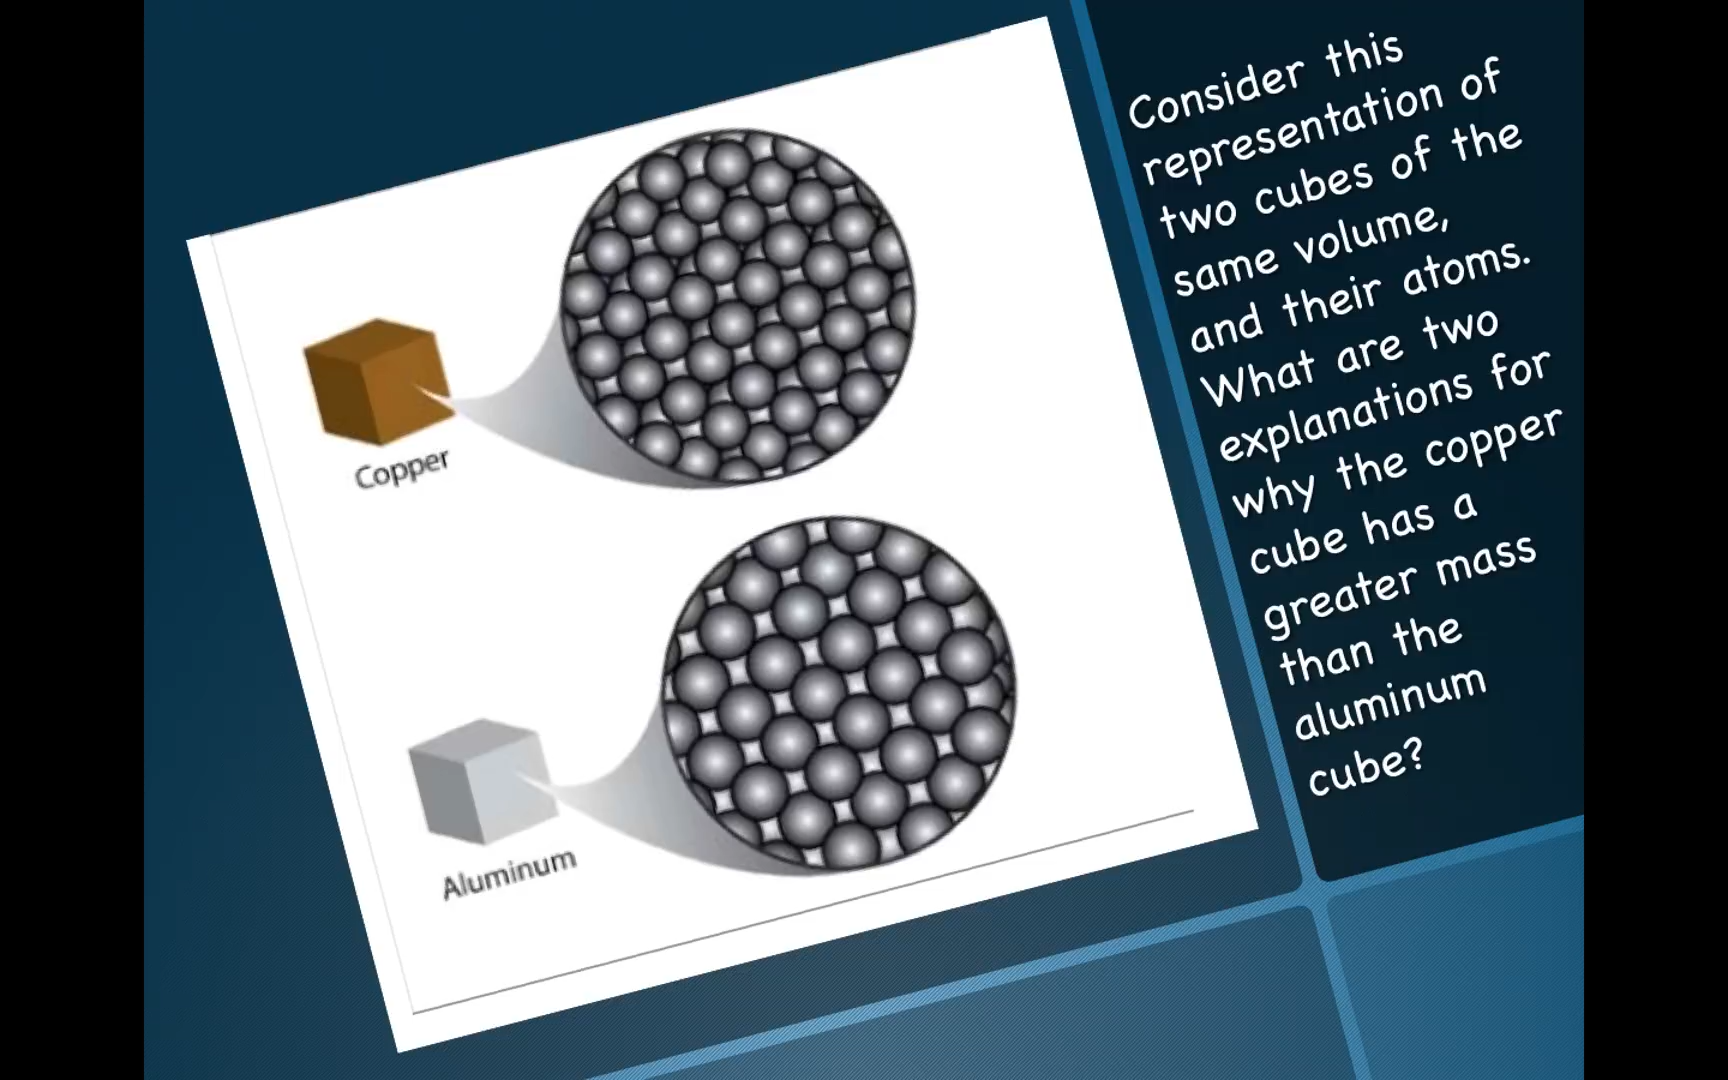 Consider this
representation of
two cubes of the
same volume,
and their atoms.
What are two
explanations for
why the copper
cube has a
greater mass
than the
aluminum
cube?
Copper
Aluminum